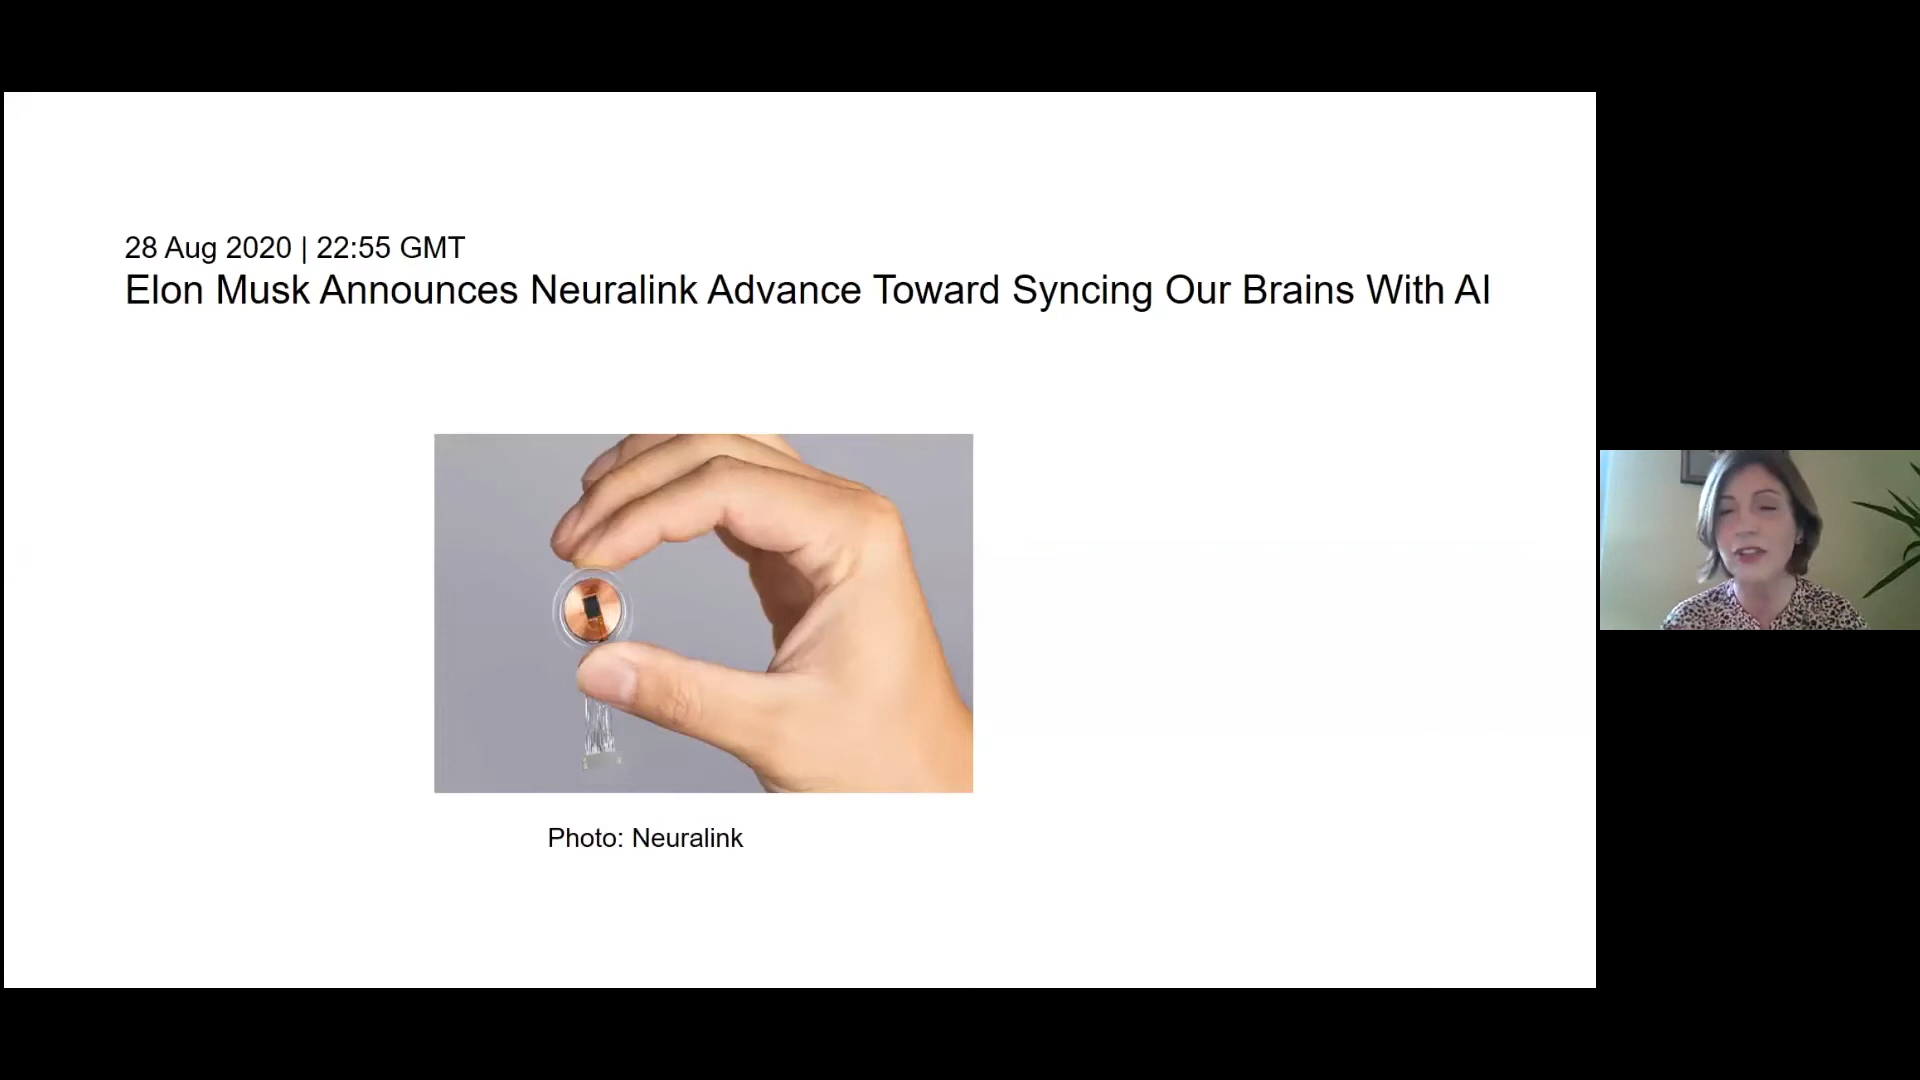 28 Aug 2020 | 22:55 GMT
Elon Musk Announces Neuralink Advance Toward Syncing Our Brains With AI
Photo: Neuralink